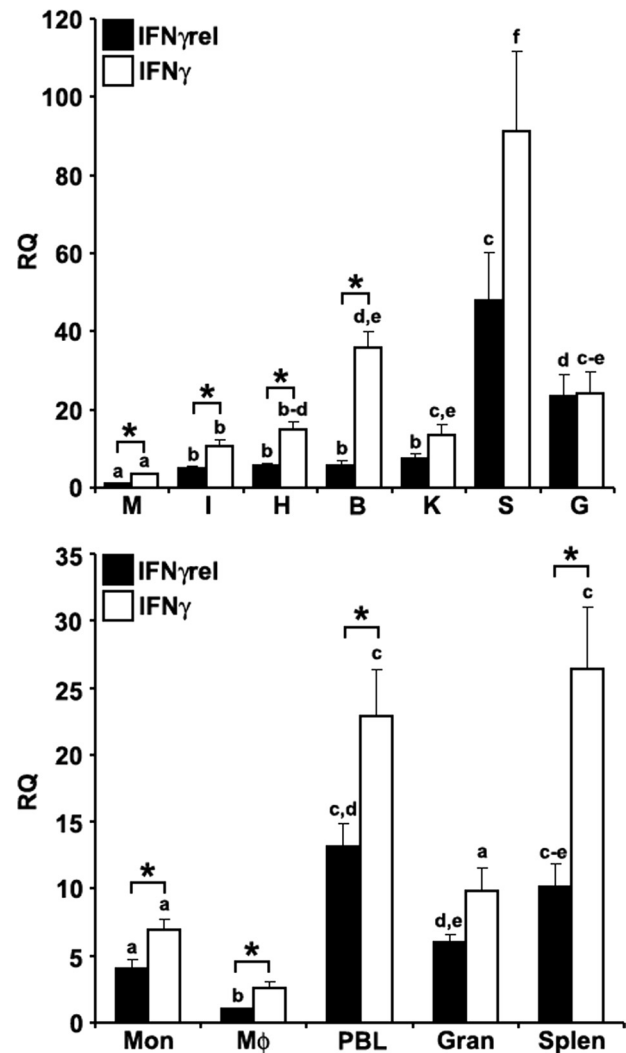 120
100
80
60
40
20
0
RQ
IFNγrel
IFNγ
a a b b b b-d b d,e b c,e c f d c-e
* * * *
M I H B K S G
35
30
25
20
15
10
5
0
RQ
IFNγrel
IFNγ
a a b c,d c d,e a c-e c
* * * *
Mon Mϕ PBL Gran Splen